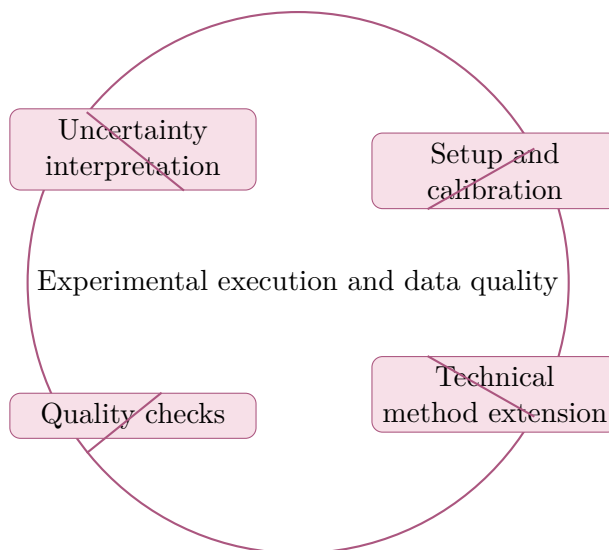 Uncertainty
interpretation
Setup and
calibration
Experimental execution and data quality
Quality checks
Technical
method extension